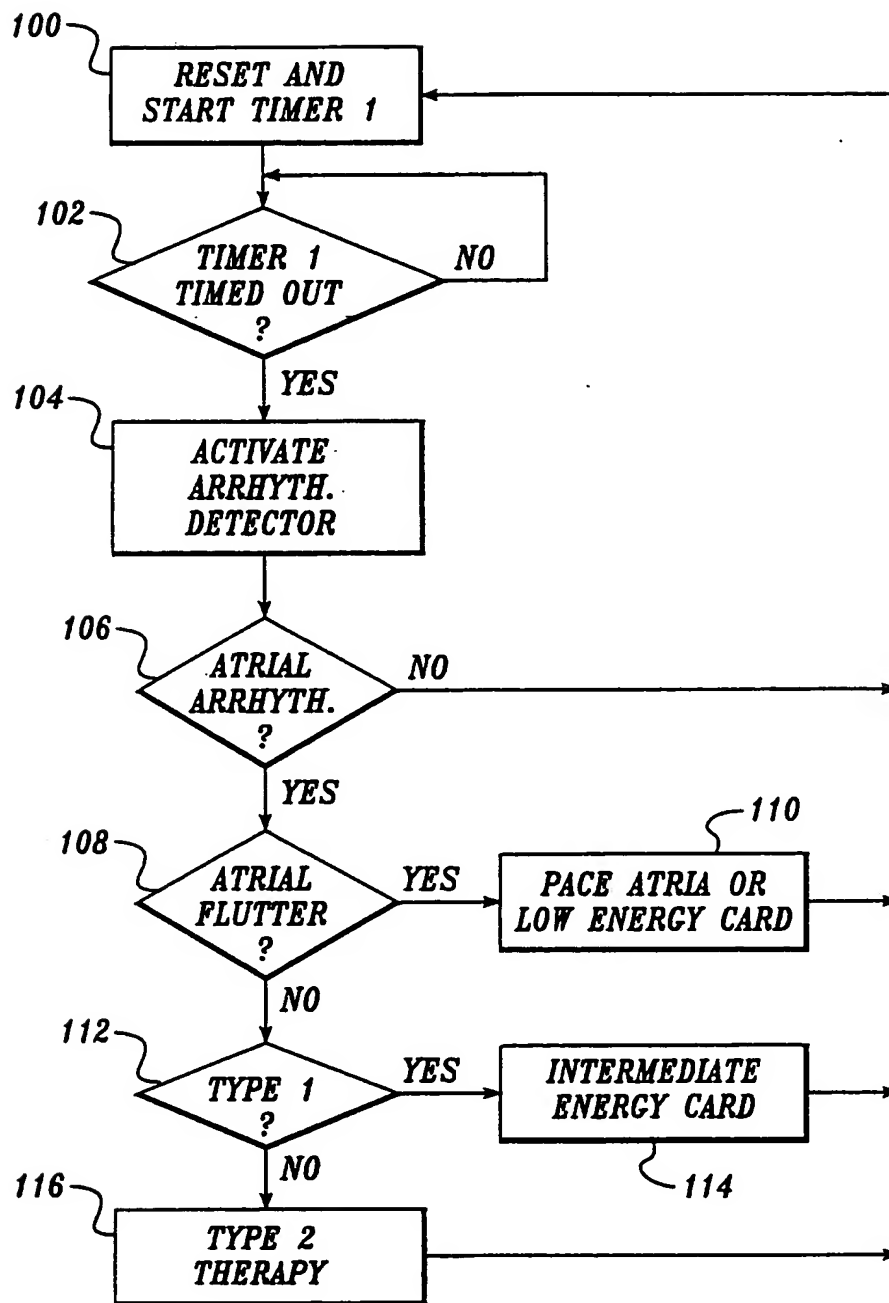 100
RESET AND
START TIMER 1
102
TIMER 1
TIMED OUT
?
NO
YES
104
ACTIVATE
ARRHYTH.
DETECTOR
106
ATRIAL
ARRHYTH.
?
NO
YES
108
ATRIAL
FLUTTER
?
YES
110
PACE ATRIA OR
LOW ENERGY CARD
NO
112
TYPE 1
?
YES
INTERMEDIATE
ENERGY CARD
114
NO
116
TYPE 2
THERAPY